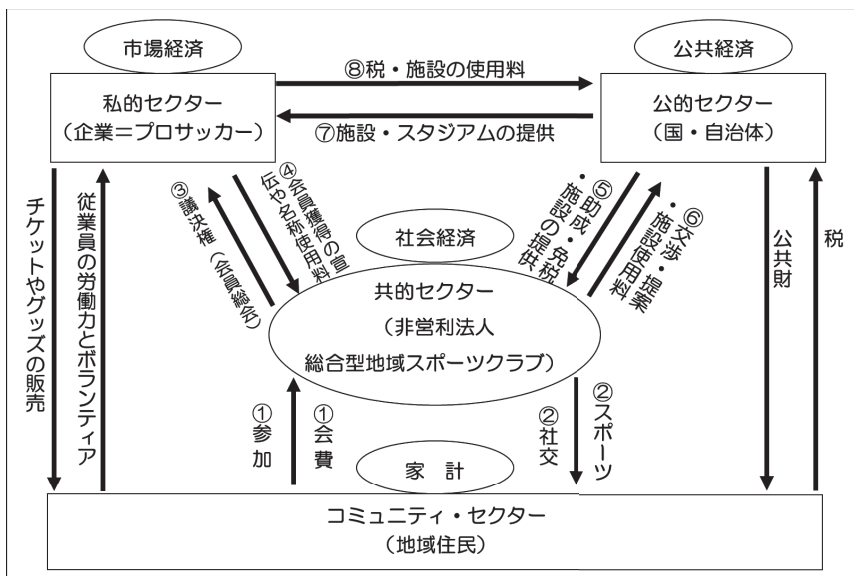 市場経済
公共経済
私的セクター
（企業＝プロサッカー）
⑧税・施設の使用料
公的セクター
（国・自治体）
⑦施設・スタジアムの提供
チケットやグッズの販売
従業員の労働力とボランティア
③議決権（会員総会）
④会員獲得の宣
伝や名称使用料
社会経済
⑤助成・免税
・施設の提供
⑥交渉・提案
・施設使用料
公共財
税
共的セクター
（非営利法人
総合型地域スポーツクラブ）
①参加
①会費
②社交
②スポーツ
家　計
コミュニティ・セクター
（地域住民）